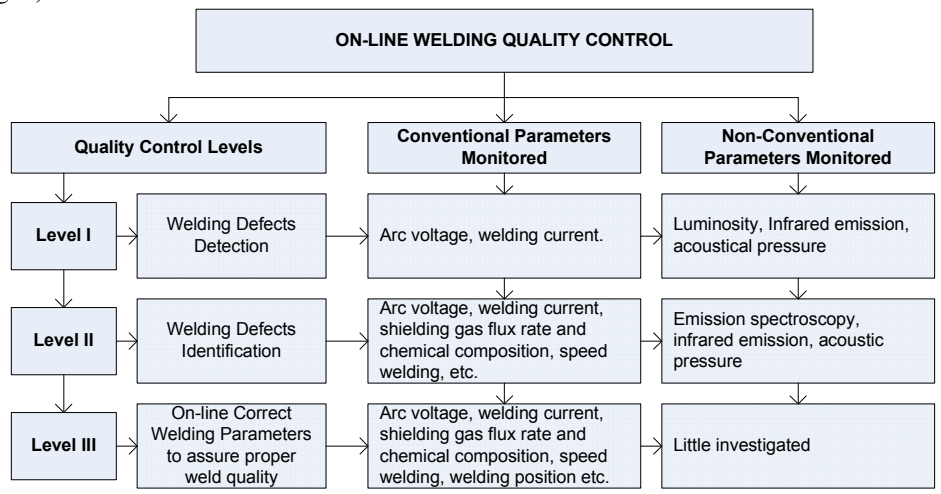 ON-LINE WELDING QUALITY CONTROL
Quality Control Levels
Conventional Parameters
Monitored
Non-Conventional
Parameters Monitored
Level I
Welding Defects
Detection
Arc voltage, welding current.
Luminosity, Infrared emission,
acoustical pressure
Level II
Welding Defects
Identification
Arc voltage, welding current,
shielding gas flux rate and
chemical composition, speed
welding, etc.
Emission spectroscopy,
infrared emission, acoustic
pressure
Level III
On-line Correct
Welding Parameters
to assure proper
weld quality
Arc voltage, welding current,
shielding gas flux rate and
chemical composition, speed
welding, welding position etc.
Little investigated